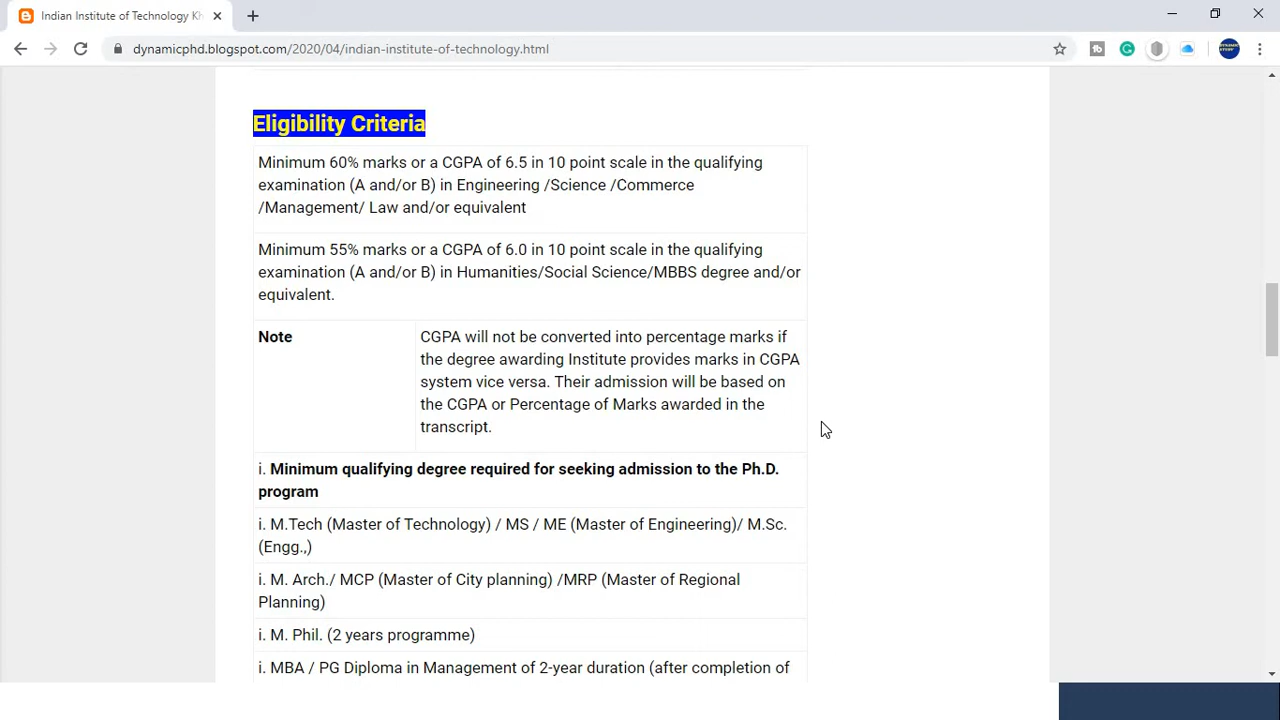 Indian Institute of Technology Kh
dynamicphd.blogspot.com/2020/04/indian-institute-of-technology.html
Eligibility Criteria
Minimum 60% marks or a CGPA of 6.5 in 10 point scale in the qualifying
examination (A and/or B) in Engineering /Science /Commerce
/Management/ Law and/or equivalent
Minimum 55% marks or a CGPA of 6.0 in 10 point scale in the qualifying
examination (A and/or B) in Humanities/Social Science/MBBS degree and/or
equivalent.
Note
CGPA will not be converted into percentage marks if
the degree awarding Institute provides marks in CGPA
system vice versa. Their admission will be based on
the CGPA or Percentage of Marks awarded in the
transcript.
i. Minimum qualifying degree required for seeking admission to the Ph.D.
program
i. M.Tech (Master of Technology) / MS / ME (Master of Engineering)/ M.Sc.
(Engg.,)
i. M. Arch./ MCP (Master of City planning) /MRP (Master of Regional
Planning)
i. M. Phil. (2 years programme)
i. MBA / PG Diploma in Management of 2-year duration (after completion of